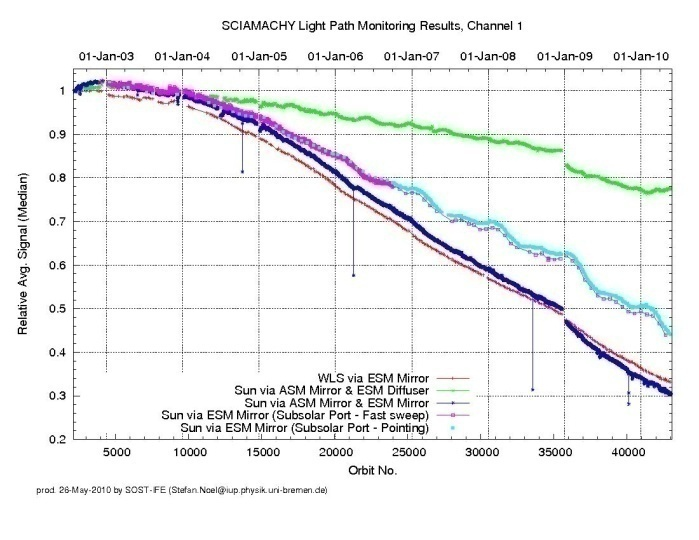 SCIAMACHY Light Path Monitoring Results, Channel 1
01-Jan-03 01-Jan-04 01-Jan-05 01-Jan-06 01-Jan-07 01-Jan-08 01-Jan-09 01-Jan-10
1
0.9
0.8
0.7
0.6
0.5
0.4
0.3
0.2
Relative Avg. Signal (Median)
WLS via ESM Mirror
Sun via ASM Mirror & ESM Diffuser
Sun via ASM Mirror & ESM Mirror
Sun via ESM Mirror (Subsolar Port - Fast sweep)
Sun via ESM Mirror (Subsolar Port - Pointing)
5000 10000 15000 20000 25000 30000 35000 40000
Orbit No.
prod. 26-May-2010 by SOST-IFE (Stefan.Noel@iup.physik.uni-bremen.de)